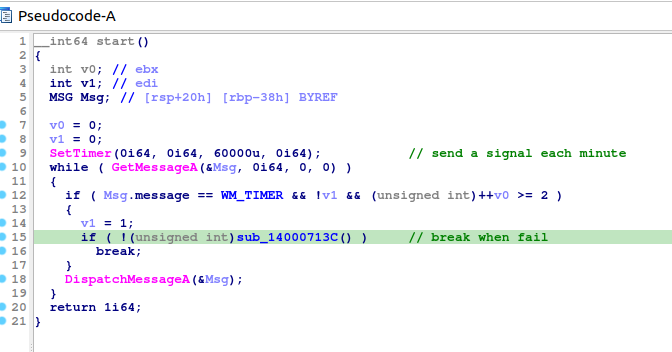 Pseudocode-A
1 __int64 start()
2 {
3 int v0; // ebx
4 int v1; // edi
5 MSG Msg; // [rsp+20h] [rbp-38h] BYREF
6
7 v0 = 0;
8 v1 = 0;
9 SetTimer(0i64, 0i64, 60000u, 0i64); // send a signal each minute
10 while ( GetMessageA(&Msg, 0i64, 0, 0) )
11 {
12 if ( Msg.message == WM_TIMER && !v1 && (unsigned int)++v0 >= 2 )
13 {
14 v1 = 1;
15 if ( !(unsigned int)sub_14000713C() ) // break when fail
16 break;
17 }
18 DispatchMessageA(&Msg);
19 }
20 return 1i64;
21 }